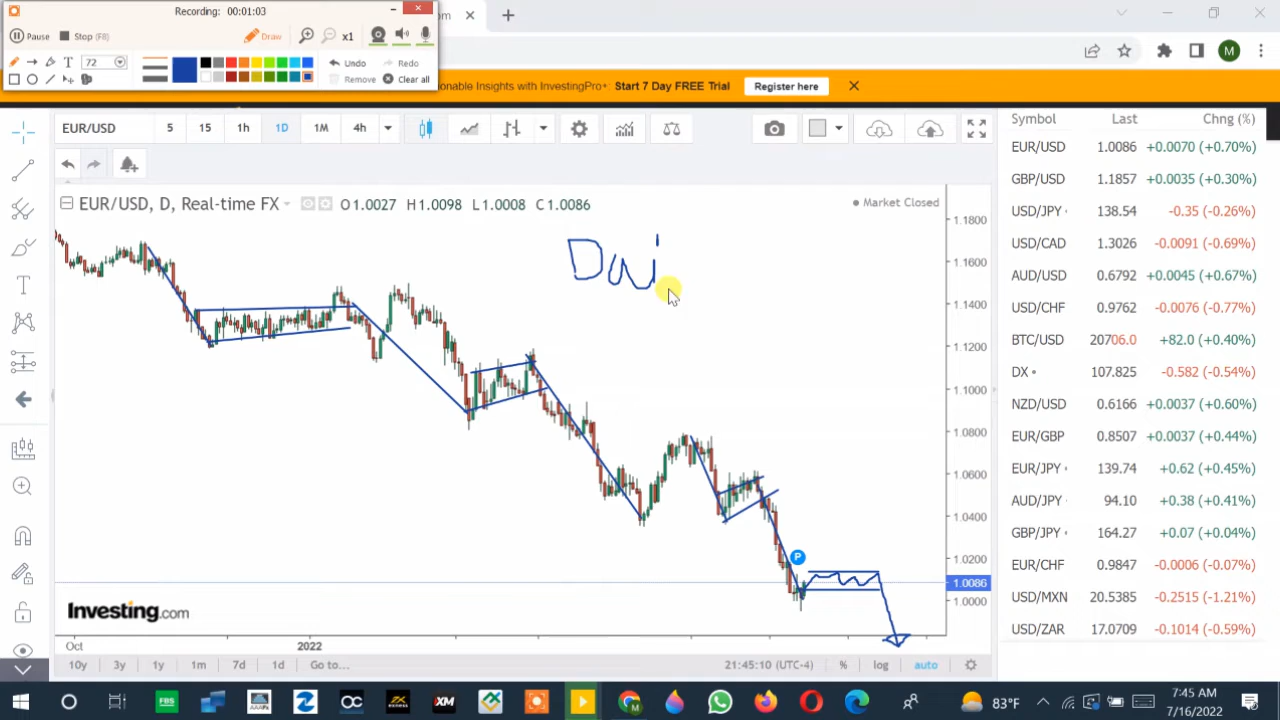 Recording: 00:01:03
om
Pause
Stop (FR)
Draw
x1
T
72
Undo
Redo
Remove
Clear all
M
onable Insights with InvestingPro+: Start 7 Day FREE Trial
Register here
EUR/USD
5
15
1h
1D
1M
4h
EUR/USD, D, Real-time FX
O1.0027 H1.0098 L1.0008 C1.0086
Market Closed
Dai
1.1800
1.1600
1.1400
1.1200
1.1000
1.0800
1.0600
1.0400
1.0200
1.0086
1.0000
P
Investing.com
Oct
2022
10y
3y
1y
1m
7d
1d
Go to...
21:45:10 (UTC-4)
%
log
auto
Symbol Last Chng (%)
EUR/USD 1.0086 +0.0070 (+0.70%)
GBP/USD 1.1857 +0.0035 (+0.30%)
USD/JPY 138.54 -0.35 (-0.26%)
USD/CAD 1.3026 -0.0091 (-0.69%)
AUD/USD 0.6792 +0.0045 (+0.67%)
USD/CHF 0.9762 -0.0076 (-0.77%)
BTC/USD 20706.0 +82.0 (+0.40%)
DX 107.825 -0.582 (-0.54%)
NZD/USD 0.6166 +0.0037 (+0.60%)
EUR/GBP 0.8507 +0.0037 (+0.44%)
EUR/JPY 139.74 +0.62 (+0.45%)
AUD/JPY 94.10 +0.38 (+0.41%)
GBP/JPY 164.27 +0.07 (+0.04%)
EUR/CHF 0.9847 -0.0006 (-0.07%)
USD/MXN 20.5385 -0.2515 (-1.21%)
USD/ZAR 17.0709 -0.1014 (-0.59%)
FBS
OC
XM
83°F
7:45 AM
7/16/2022